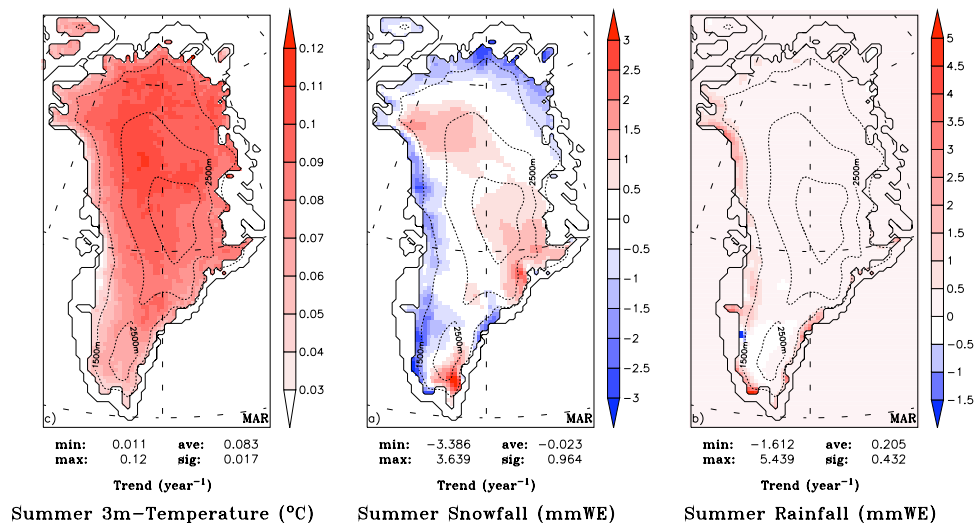 0.12
0.11
0.1
0.09
0.08
0.07
0.06
0.05
0.04
0.03
2500m
2500m
1500m
c)
MAR
min: 0.011 ave: 0.083
max: 0.12 sig: 0.017
Trend (year⁻¹)
Summer 3m−Temperature (°C)
3
2.5
2
1.5
1
0.5
0
−0.5
−1
−1.5
−2
−2.5
−3
2500m
2500m
1500m
a)
MAR
min: −3.386 ave: −0.023
max: 3.639 sig: 0.964
Trend (year⁻¹)
Summer Snowfall (mmWE)
5
4.5
4
3.5
3
2.5
2
1.5
1
0.5
0
−0.5
−1
−1.5
2500m
2500m
1500m
b)
MAR
min: −1.612 ave: 0.205
max: 5.439 sig: 0.432
Trend (year⁻¹)
Summer Rainfall (mmWE)